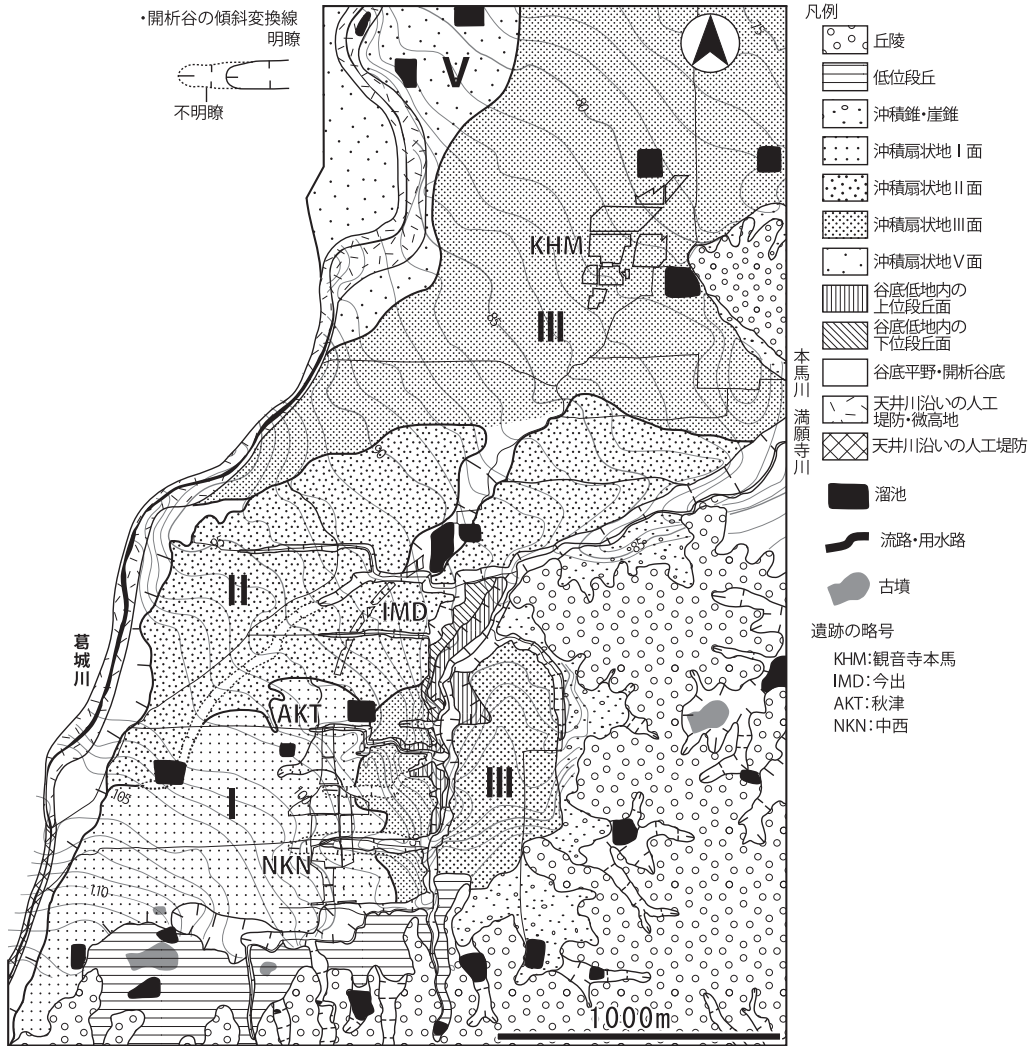 ・開析谷の傾斜変換線
明瞭
不明瞭
V
75
80
KHM
III
85
90
90
II
IMD
85
葛城川
AKT
I
105
100
III
NKN
110
1000m
本馬川
満願寺川
凡例
丘陵
低位段丘
沖積錐・崖錐
沖積扇状地Ⅰ面
沖積扇状地Ⅱ面
沖積扇状地Ⅲ面
沖積扇状地Ⅴ面
谷底低地内の
上位段丘面
谷底低地内の
下位段丘面
谷底平野・開析谷底
天井川沿いの人工
堤防・微高地
天井川沿いの人工堤防
溜池
流路・用水路
古墳
遺跡の略号
KHM：観音寺本馬
IMD：今出
AKT：秋津
NKN：中西